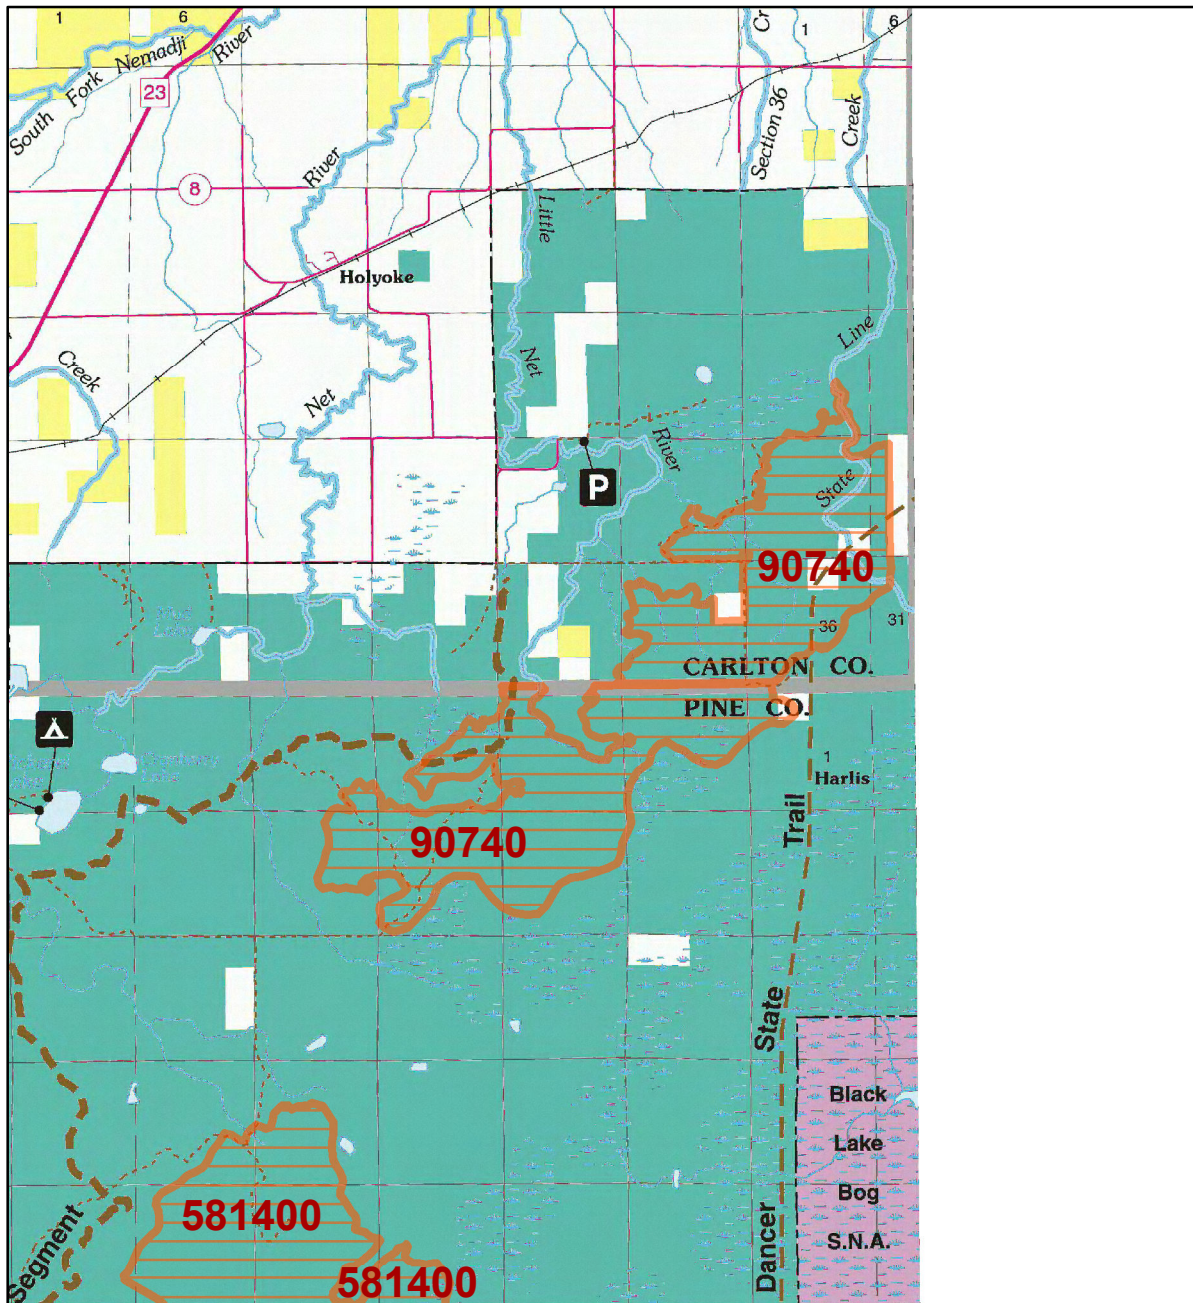 1
6
1
6
South Fork Nemadji River
23
Cr
Section 36
Creek
River
8
Little
Holyoke
Line
Net
Creek
Net
River
P
State
90740
36
31
CARLTON CO.
PINE CO.
1
Harlis
Trail
90740
State
Black
Lake
Bog
S.N.A.
581400
Segment
Dancer
581400